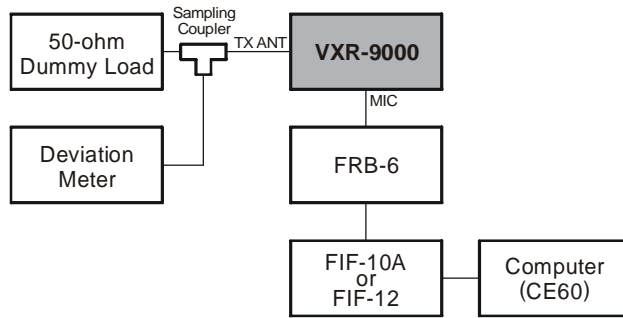 50-ohm
Dummy Load
Sampling
Coupler
TX ANT
VXR-9000
MIC
Deviation
Meter
FRB-6
FIF-10A
or
FIF-12
Computer
(CE60)